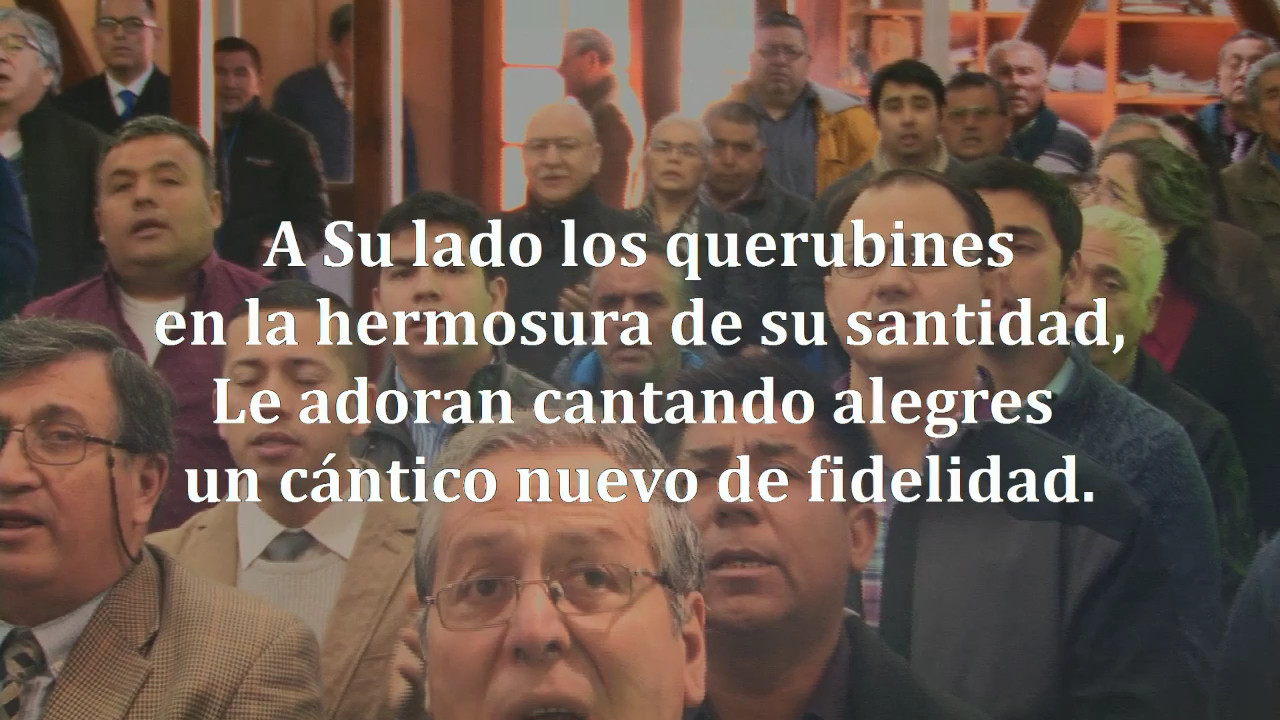 A Su lado los querubines
en la hermosura de su santidad,
Le adoran cantando alegres
un cántico nuevo de fidelidad.